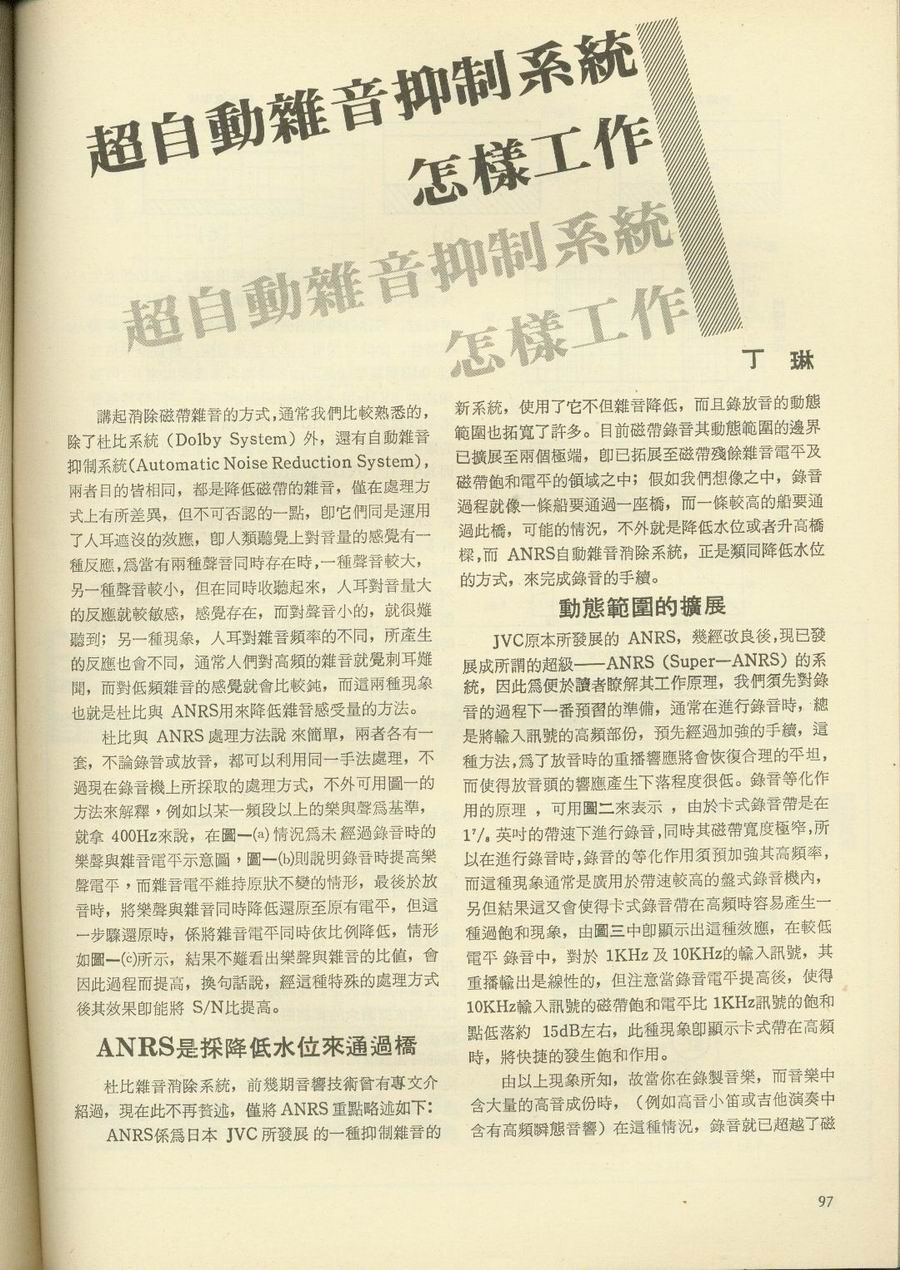 超自動雜音抑制系統
怎樣工作
超自動雜音抑制系統
怎樣工作
丁 琳
講起消除磁帶雜音的方式,通常我們比較熟悉的,
除了杜比系統 (Dolby System) 外，還有自動雜音
抑制系統(Automatic Noise Reduction System)，
兩者目的皆相同，都是降低磁帶的雜音，僅在處理方
式上有所差異，但不可否認的一點，卽它們同是運用
了人耳遮沒的效應，卽人類聽覺上對音量的感覺有一
種反應,爲當有兩種聲音同時存在時,一種聲音較大，
另一種聲音較小，但在同時收聽起來，人耳對音量大
的反應就較敏感，感覺存在，而對聲音小的，就很難
聽到；另一種現象，人耳對雜音頻率的不同，所產生
的反應也會不同，通常人們對高頻的雜音就覺刺耳難
聞，而對低頻雜音的感覺就會比較鈍，而這兩種現象
也就是杜比與 ANRS用來降低雜音感受量的方法。
杜比與 ANRS 處理方法說 來簡單，兩者各有一
套，不論錄音或放音，都可以利用同一手法處理，不
過現在錄音機上所採取的處理方式，不外可用圖一的
方法來解釋，例如以某一頻段以上的樂與聲爲基準，
就拿 400Hz來說，在圖一(a) 情況爲未 經過錄音時的
樂聲與雜音電平示意圖，圖一(b)則說明錄音時提高樂
聲電平，而雜音電平維持原狀不變的情形，最後於放
音時，將樂聲與雜音同時降低還原至原有電平，但這
一步驟還原時，係將雜音電平同時依比例降低，情形
如圖一(c)所示，結果不難看出樂聲與雜音的比值，會
因此過程而提高，換句話說，經這種特殊的處理方式
後其效果卽能將 S/N比提高。
ANRS是採降低水位來通過橋
杜比雜音消除系統，前幾期音響技術曾有專文介
紹過，現在此不再贅述，僅將 ANRS 重點略述如下：
ANRS係爲日本 JVC 所發展 的一種抑制雜音的
新系統，使用了它不但雜音降低，而且錄放音的動態
範圍也拓寬了許多。目前磁帶錄音其動態範圍的邊界
已擴展至兩個極端，卽已拓展至磁帶殘餘雜音電平及
磁帶飽和電平的領域之中；假如我們想像之中，錄音
過程就像一條船要通過一座橋，而一條較高的船要通
過此橋，可能的情況，不外就是降低水位或者升高橋
樑,而 ANRS自動雜音消除系統，正是類同降低水位
的方式，來完成錄音的手續。
動態範圍的擴展
JVC原本所發展的 ANRS，幾經改良後,現已發
展成所謂的超級——ANRS (Super—ANRS) 的系
統，因此爲便於讀者瞭解其工作原理，我們須先對錄
音的過程下一番預習的準備，通常在進行錄音時，總
是將輸入訊號的高頻部份，預先經過加強的手續，這
種方法,爲了放音時的重播響應將會恢復合理的平坦，
而使得放音頭的響應產生下落程度很低。錄音等化作
用的原理 ，可用圖二來表示 ，由於卡式錄音帶是在
1⁷/₈ 英吋的帶速下進行錄音,同時其磁帶寬度極窄,所
以在進行錄音時,錄音的等化作用須預加強其高頻率，
而這種現象通常是廣用於帶速較高的盤式錄音機內，
另但結果這又會使得卡式錄音帶在高頻時容易產生一
種過飽和現象，由圖三中卽顯示出這種效應，在較低
電平 錄音中，對於 1KHz 及 10KHz的輸入訊號，其
重播輸出是線性的，但注意當錄音電平提高後，使得
10KHz輸入訊號的磁帶飽和電平比 1KHz訊號的飽和
點低落約 15dB左右，此種現象卽顯示卡式帶在高頻
時，將快捷的發生飽和作用。
由以上現象所知，故當你在錄製音樂，而音樂中
含大量的高音成份時，（例如高音小笛或吉他演奏中
含有高頻瞬態音響）在這種情況，錄音就已超越了磁
97